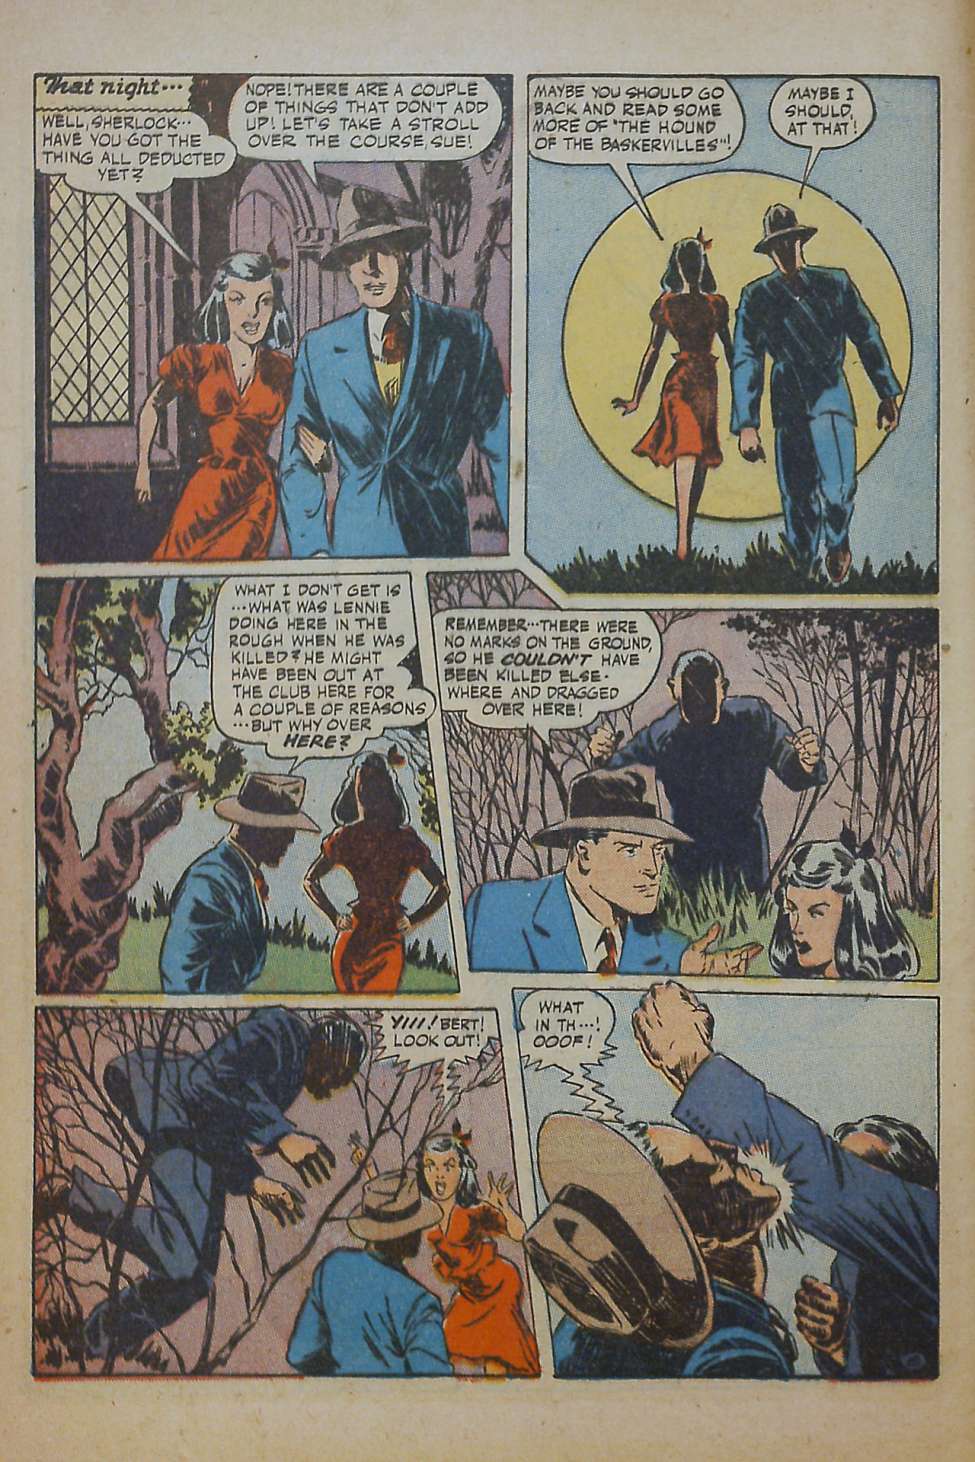 That night...
WELL, SHERLOCK...
HAVE YOU GOT THE
THING ALL DEDUCTED
YET?
NOPE! THERE ARE A COUPLE
OF THINGS THAT DON'T ADD
UP! LET'S TAKE A STROLL
OVER THE COURSE, SUE!
MAYBE YOU SHOULD GO
BACK AND READ SOME
MORE OF "THE HOUND
OF THE BASKERVILLES"!
MAYBE I
SHOULD,
AT THAT!
WHAT I DON'T GET IS
...WHAT WAS LENNIE
DOING HERE IN THE
ROUGH WHEN HE WAS
KILLED? HE MIGHT
HAVE BEEN OUT AT
THE CLUB HERE FOR
A COUPLE OF REASONS
...BUT WHY OVER
HERE?
REMEMBER...THERE WERE
NO MARKS ON THE GROUND,
SO HE COULDN'T HAVE
BEEN KILLED ELSE-
WHERE AND DRAGGED
OVER HERE!
YIII! BERT!
LOOK OUT!
WHAT
IN TH...!
OOOF!